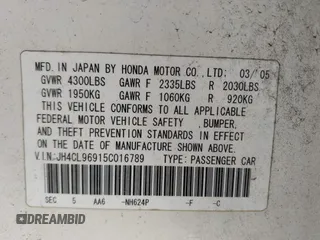 MFD. IN JAPAN BY HONDA MOTOR CO., LTD; 03/'05
GVWR 4300LBS GAWR F 2335LBS R 2030LBS
GVWR 1950KG GAWR F 1060KG R 920KG
THIS VEHICLE CONFORMS TO ALL APPLICABLE
FEDERAL MOTOR VEHICLE SAFETY ,BUMPER,
AND THEFT PREVENTION STANDARDS IN EFFECT
ON THE DATE OF MANUFACTURE SHOWN ABOVE.
V.I.N:JH4CL96915C016789 TYPE: PASSENGER CAR
SEC 5 AA6 -NH624P -F -C
DREAMBID